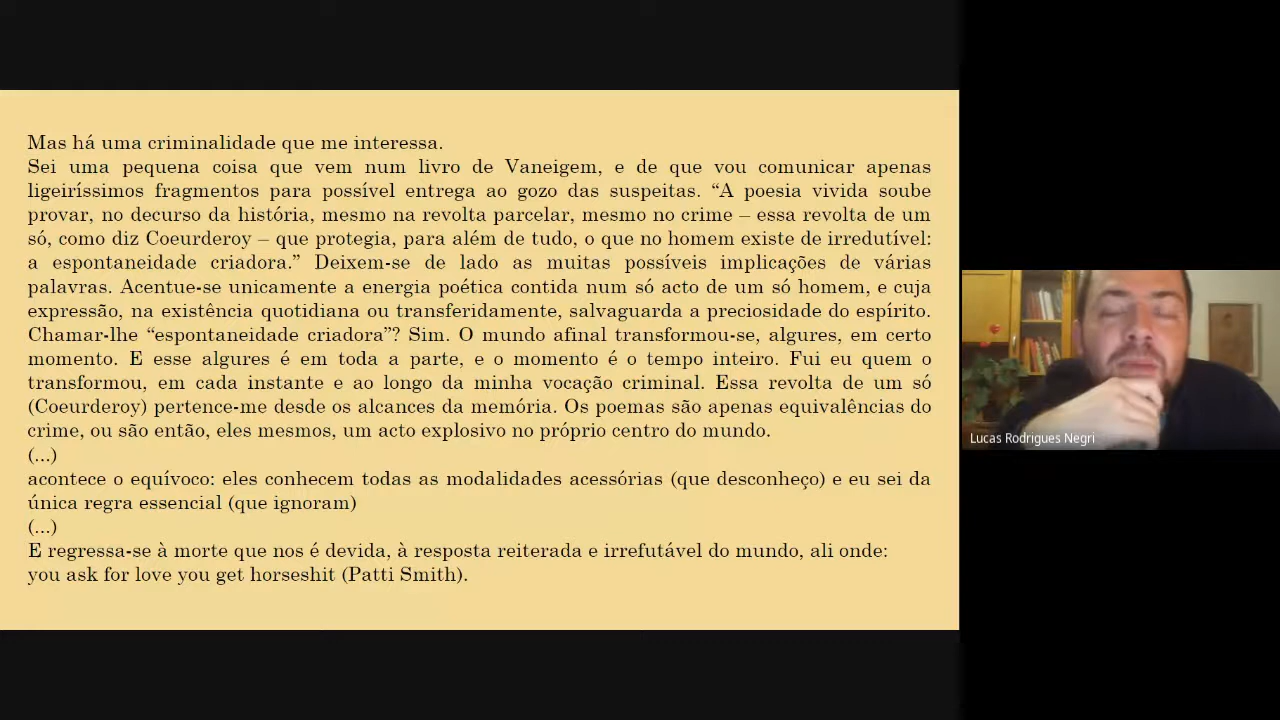 Mas há uma criminalidade que me interessa.
Sei uma pequena coisa que vem num livro de Vaneigem, e de que vou comunicar apenas
ligeiríssimos fragmentos para possível entrega ao gozo das suspeitas. “A poesia vivida soube
provar, no decurso da história, mesmo na revolta parcelar, mesmo no crime – essa revolta de um
só, como diz Coeurderoy – que protegia, para além de tudo, o que no homem existe de irredutível:
a espontaneidade criadora.” Deixem-se de lado as muitas possíveis implicações de várias
palavras. Acentue-se unicamente a energia poética contida num só acto de um só homem, e cuja
expressão, na existência quotidiana ou transferidamente, salvaguarda a preciosidade do espírito.
Chamar-lhe “espontaneidade criadora”? Sim. O mundo afinal transformou-se, algures, em certo
momento. E esse algures é em toda a parte, e o momento é o tempo inteiro. Fui eu quem o
transformou, em cada instante e ao longo da minha vocação criminal. Essa revolta de um só
(Coeurderoy) pertence-me desde os alcances da memória. Os poemas são apenas equivalências do
crime, ou são então, eles mesmos, um acto explosivo no próprio centro do mundo.
(...)
acontece o equívoco: eles conhecem todas as modalidades acessórias (que desconheço) e eu sei da
única regra essencial (que ignoram)
(...)
E regressa-se à morte que nos é devida, à resposta reiterada e irrefutável do mundo, ali onde:
you ask for love you get horseshit (Patti Smith).
Lucas Rodrigues Negri